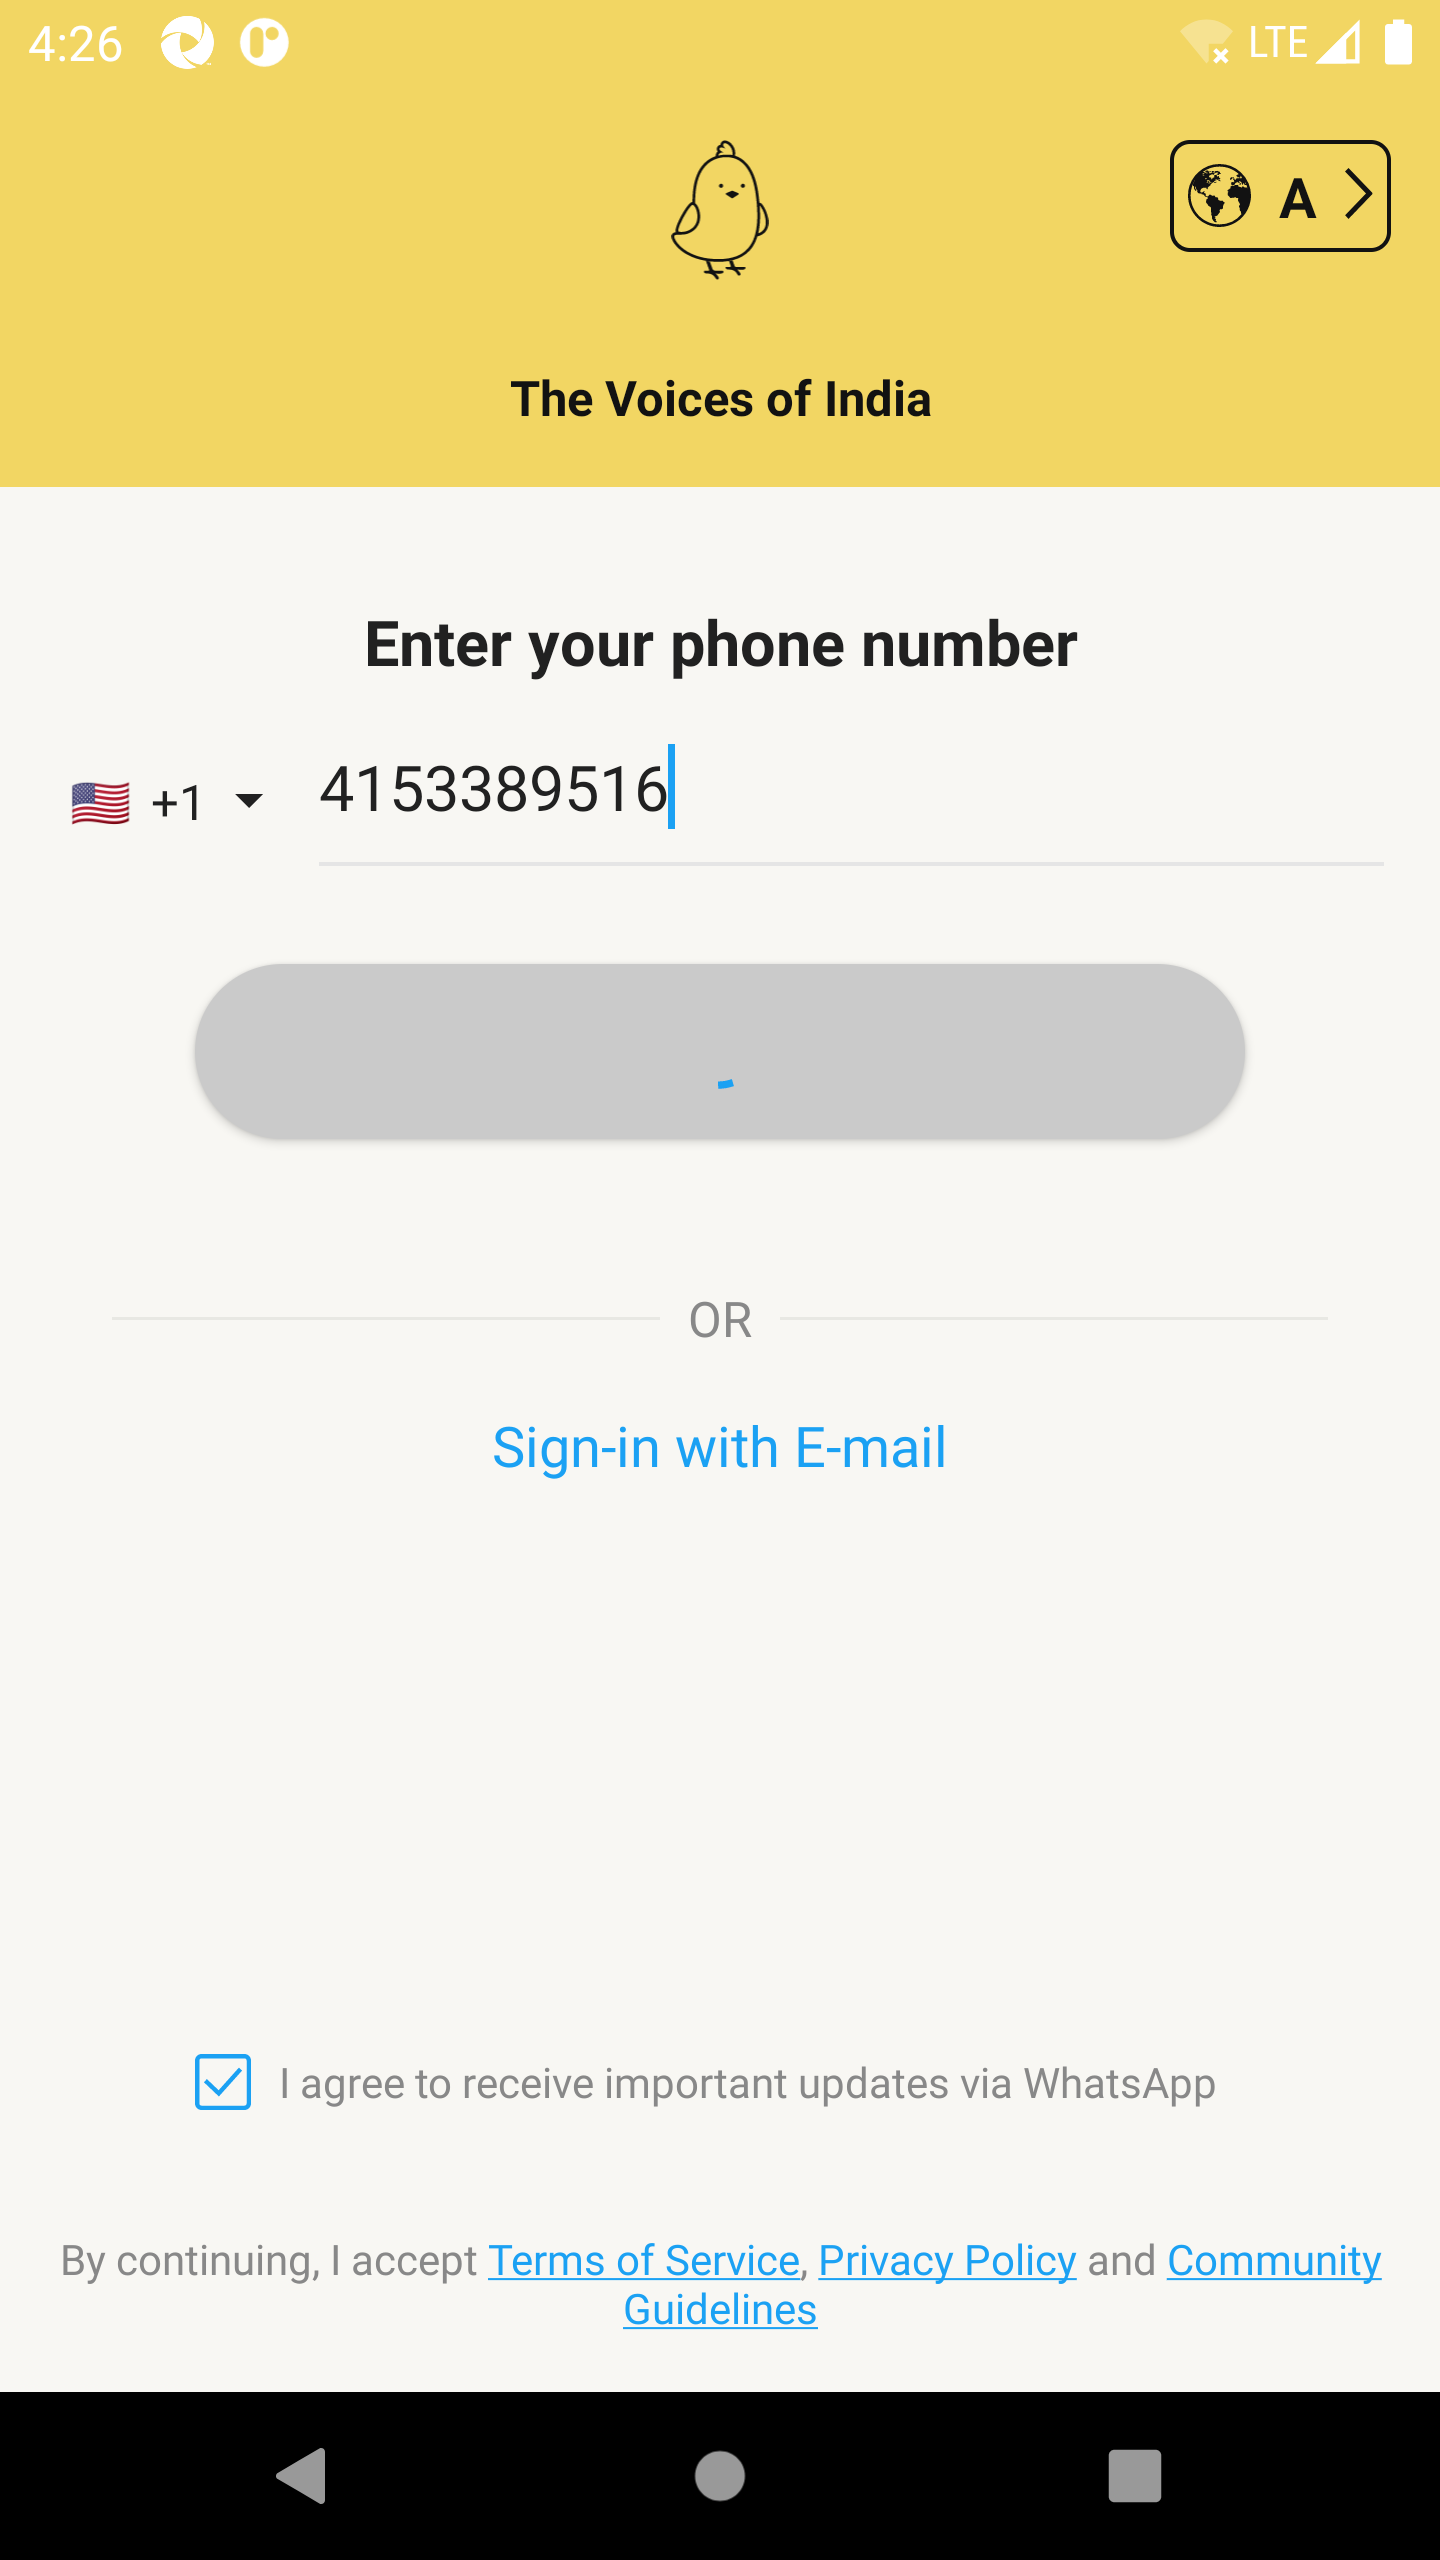 4:26
LTE
A
The Voices of India
Enter your phone number
+1
4153389516
OR
Sign-in with E-mail
I agree to receive important updates via WhatsApp
By continuing, I accept Terms of Service, Privacy Policy and Community
Guidelines